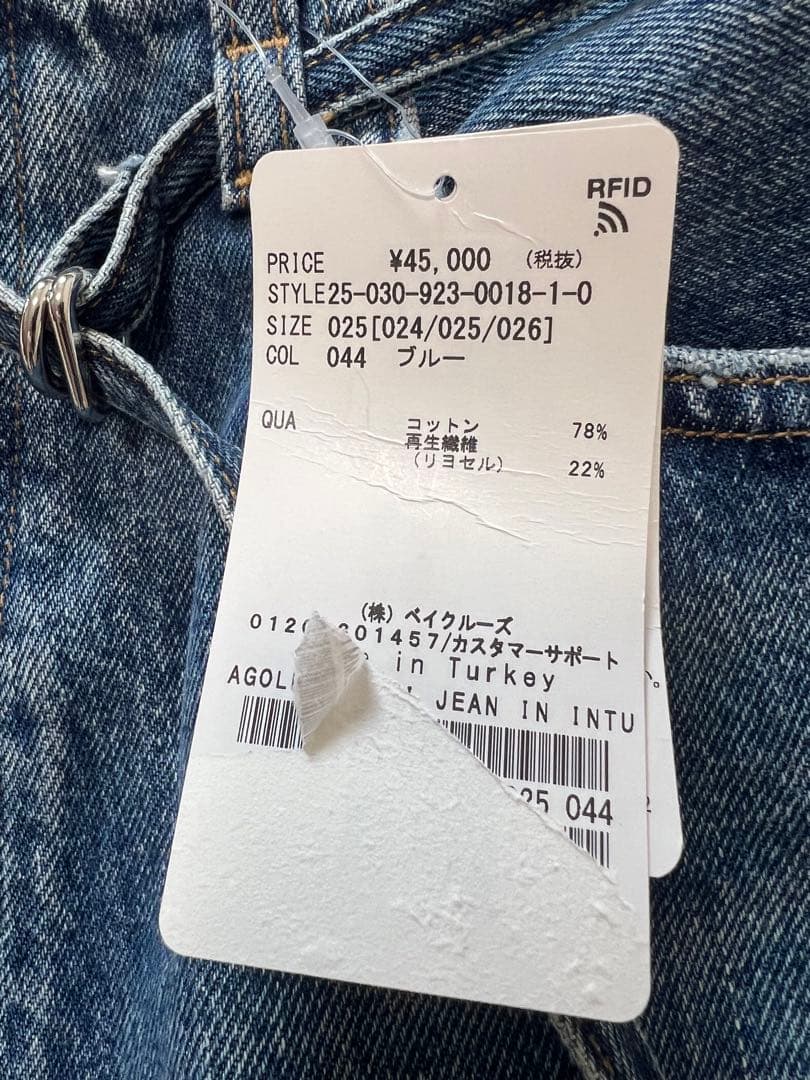 RFID
PRICE ¥45,000 (税抜)
STYLE25-030-923-0018-1-0
SIZE 025[024/025/026]
COL 044 ブルー
QUA コットン 78%
再生繊維
(リヨセル) 22%
(株)ベイクルーズ
601457/カスタマーサポート
in Turkey
JEAN IN INTU
25 044